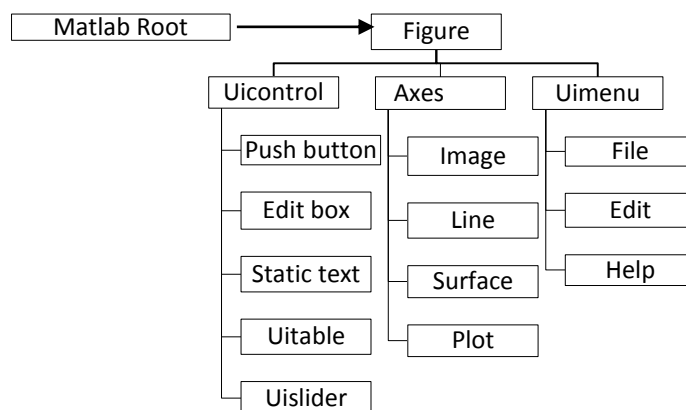 Matlab Root
Figure
Uicontrol
Axes
Uimenu
Push button
Edit box
Static text
Uitable
Uislider
Image
Line
Surface
Plot
File
Edit
Help